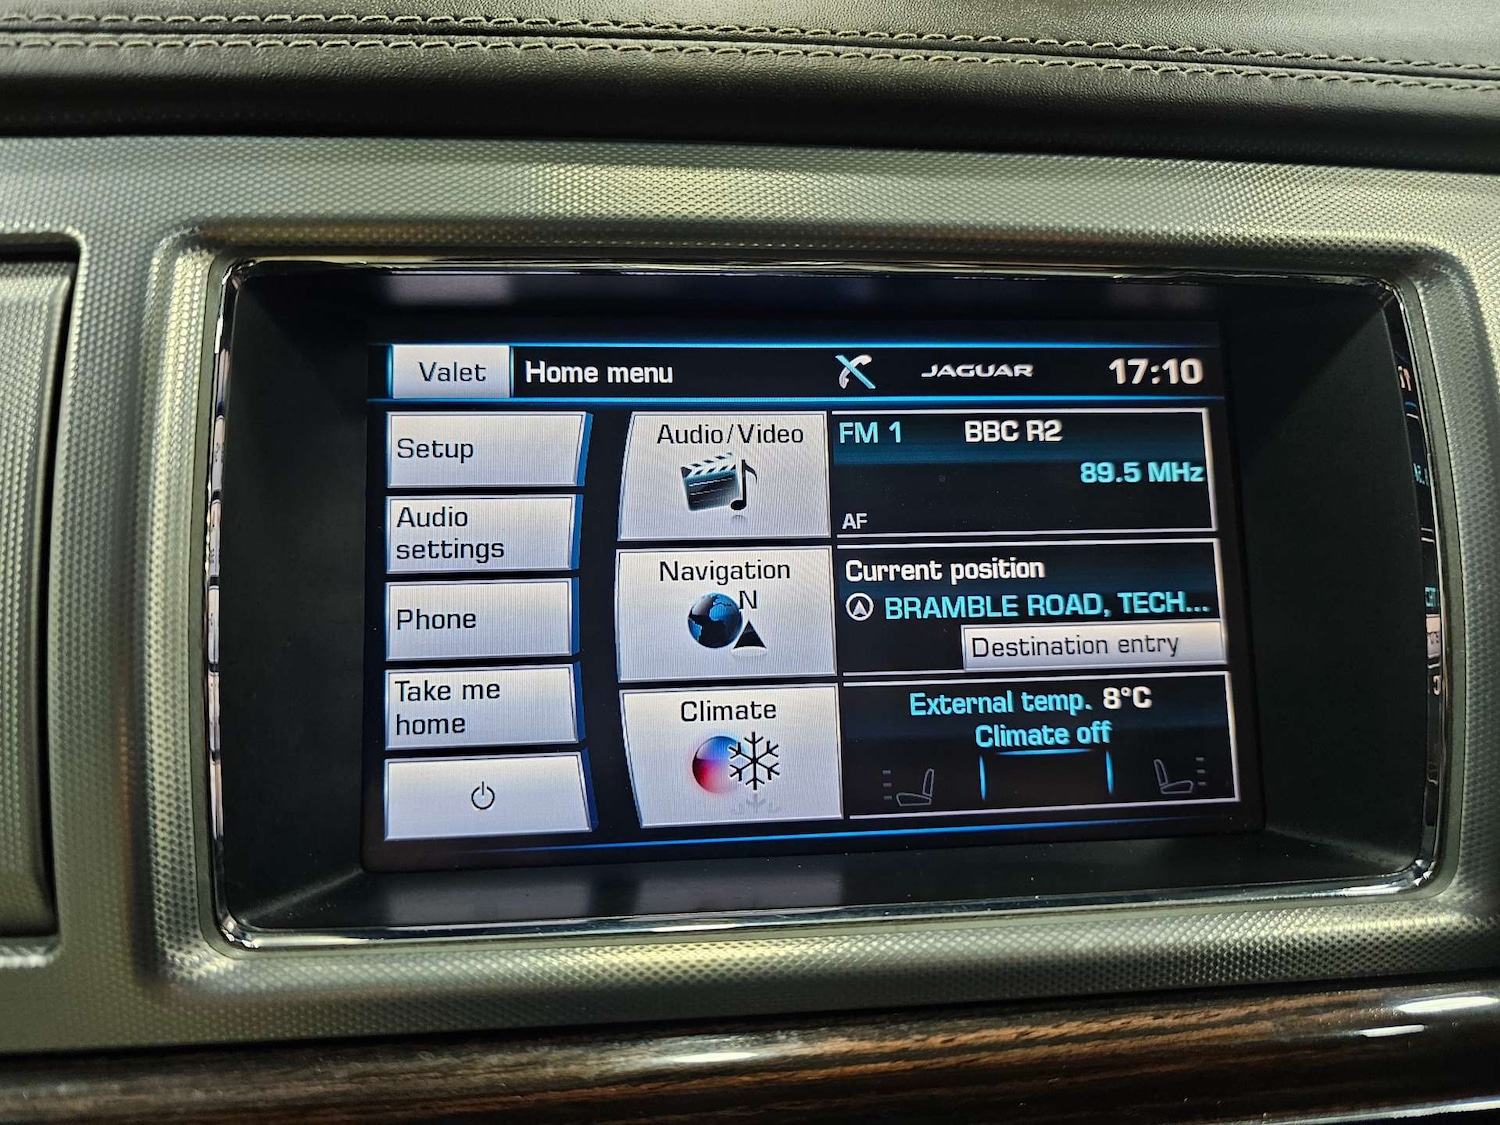 Valet
Home menu
JAGUAR
17:10
Setup
Audio
settings
Phone
Take me
home
Audio/Video
Navigation
N
Climate
FM 1
BBC R2
89.5 MHz
AF
Current position
BRAMBLE ROAD, TECH...
Destination entry
External temp. 8°C
Climate off